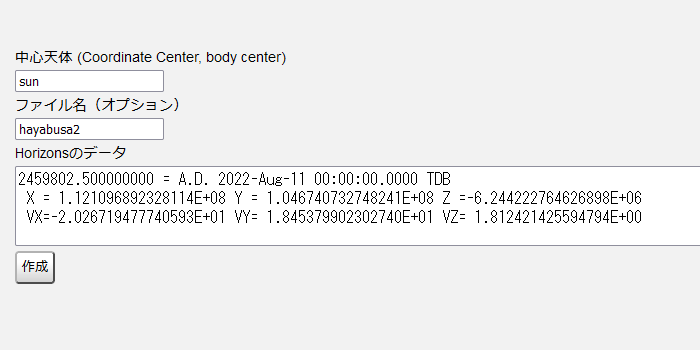 中心天体 (Coordinate Center, body center)
sun
ファイル名（オプション）
hayabusa2
Horizonsのデータ
2459802.500000000 = A.D. 2022-Aug-11 00:00:00.0000 TDB
X = 1.121096892328114E+08 Y = 1.046740732748241E+08 Z =-6.244222764626898E+06
VX=-2.026719477740593E+01 VY= 1.845379902302740E+01 VZ= 1.812421425594794E+00
作成